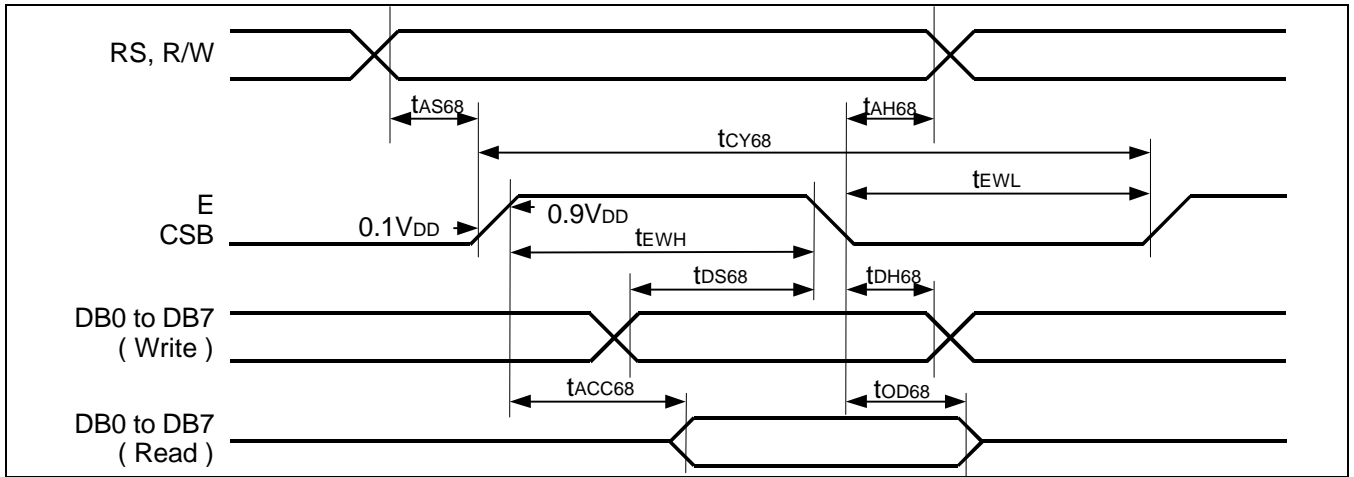 RS, R/W
tAS68
tAH68
tCY68
tEWL
E
CSB
0.1VDD
0.9VDD
tEWH
tDS68
tDH68
DB0 to DB7
( Write )
tACC68
tOD68
DB0 to DB7
( Read )